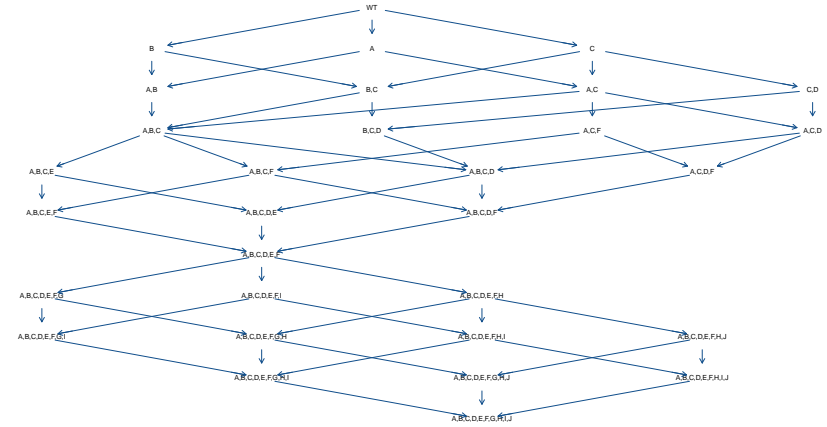 WT
B
A
C
A,B
B,C
A,C
C,D
A,B,C
B,C,D
A,C,F
A,C,D
A,B,C,E
A,B,C,F
A,B,C,D
A,C,D,F
A,B,C,E,F
A,B,C,D,E
A,B,C,D,F
A,B,C,D,E,F
A,B,C,D,E,F,G
A,B,C,D,E,F,I
A,B,C,D,E,F,H
A,B,C,D,E,F,G,I
A,B,C,D,E,F,G,H
A,B,C,D,E,F,H,I
A,B,C,D,E,F,H,J
A,B,C,D,E,F,G,H,I
A,B,C,D,E,F,G,H,J
A,B,C,D,E,F,H,I,J
A,B,C,D,E,F,G,H,I,J